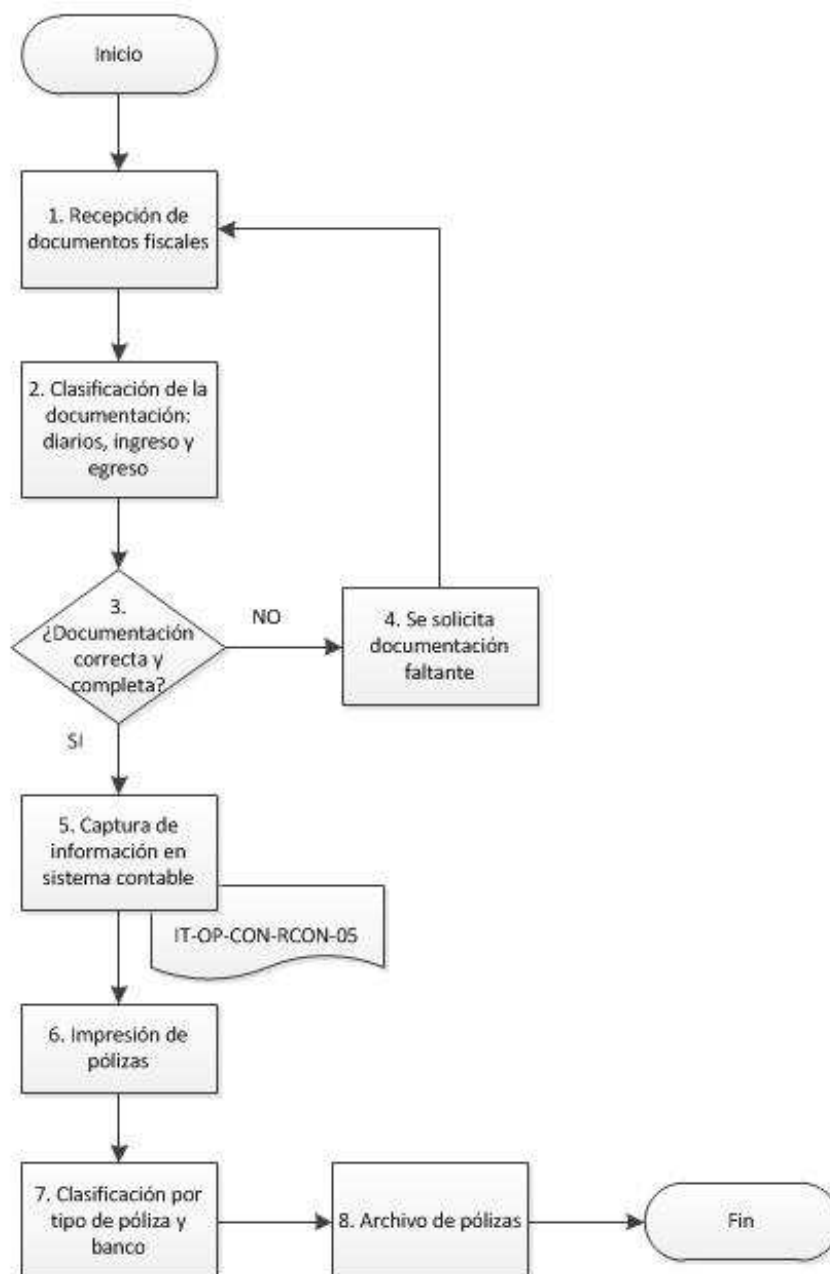 Inicio
1. Recepción de
documentos fiscales
2. Clasificación de la
documentación:
diarios, ingreso y
egreso
3.
¿Documentación
correcta y
completa?
NO
4. Se solicita
documentación
faltante
SI
5. Captura de
información en
sistema contable
IT-OP-CON-RCON-05
6. Impresión de
pólizas
7. Clasificación por
tipo de póliza y
banco
8. Archivo de pólizas
Fin